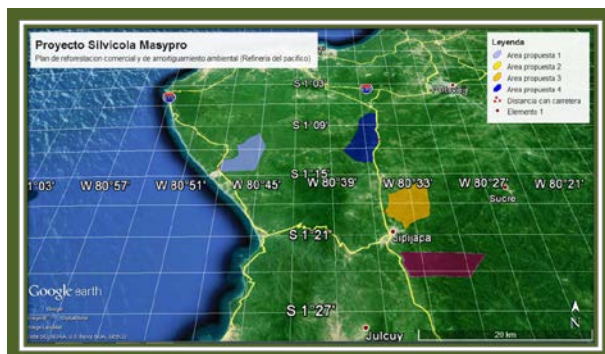 Proyecto Silvicola Masypro
Plan de reforestacion comercial y de amortiguamiento ambiental (Refineria del pacifico)
Leyenda
Area propuesta 1
Area propuesta 2
Area propuesta 3
Area propuesta 4
Distancia con carretera
Elemento 1
S 1°03'
S 1°09'
S 1°15'
1°03' W 80°57' W 80°51' W 80°45' W 80°39' W 80°33' W 80°27' W 80°21'
Sucre
S 1°21'
Jipijapa
Google earth
S 1°27'
Julcuy
20 km
N